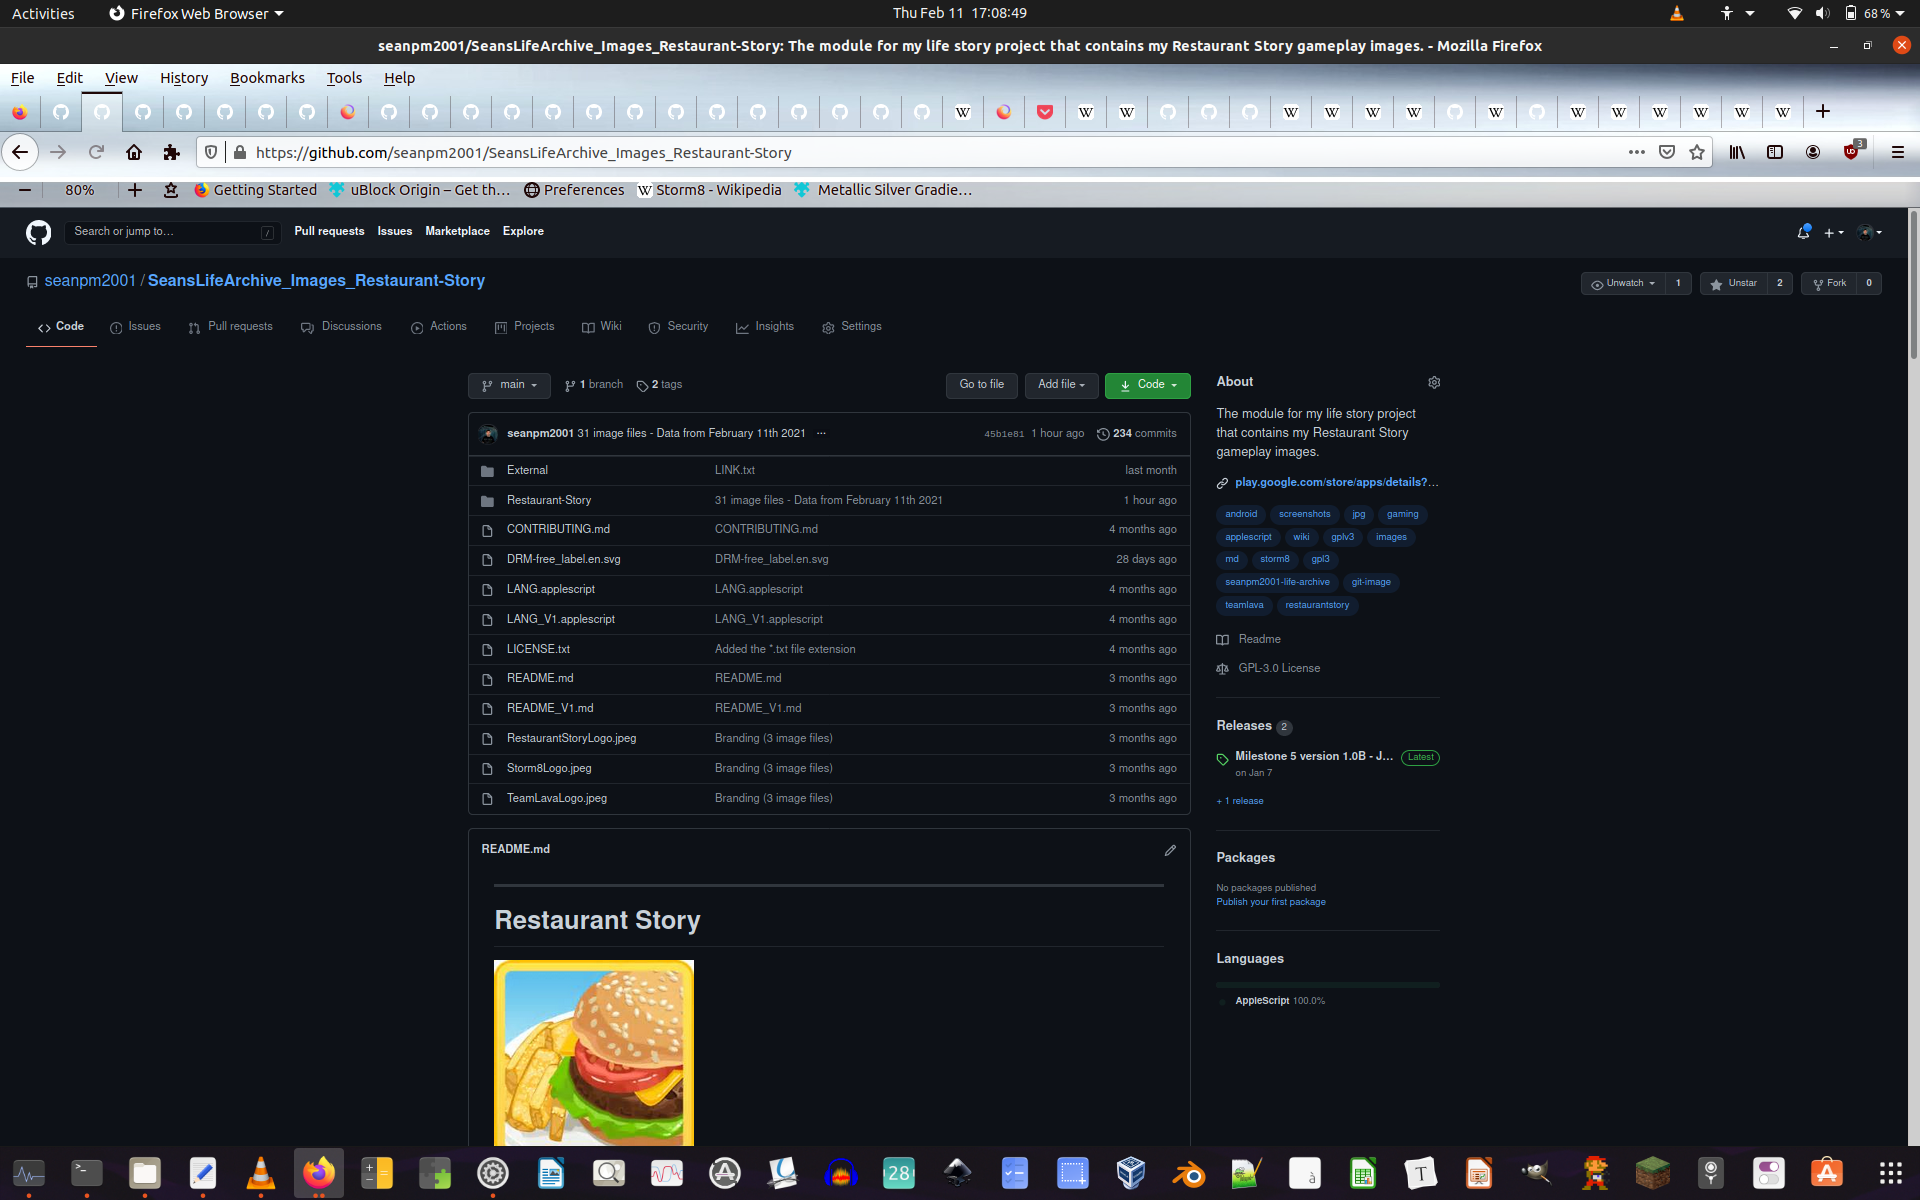 Activities
Firefox Web Browser
Thu Feb 11 17:08:49
68 %
seanpm2001/SeansLifeArchive_Images_Restaurant-Story: The module for my life story project that contains my Restaurant Story gameplay images. - Mozilla Firefox
File Edit View History Bookmarks Tools Help
https://github.com/seanpm2001/SeansLifeArchive_Images_Restaurant-Story
3
80%
Getting Started
uBlock Origin – Get th…
Preferences
Storm8 - Wikipedia
Metallic Silver Gradie…
Search or jump to…
/
Pull requests
Issues
Marketplace
Explore
seanpm2001 / SeansLifeArchive_Images_Restaurant-Story
Unwatch 1
Unstar 2
Fork 0
Code
Issues
Pull requests
Discussions
Actions
Projects
Wiki
Security
Insights
Settings
main
1 branch
2 tags
Go to file
Add file
Code
seanpm2001 31 image files - Data from February 11th 2021 ...
45b1e81 1 hour ago 234 commits
External LINK.txt last month
Restaurant-Story 31 image files - Data from February 11th 2021 1 hour ago
CONTRIBUTING.md CONTRIBUTING.md 4 months ago
DRM-free_label.en.svg DRM-free_label.en.svg 28 days ago
LANG.applescript LANG.applescript 4 months ago
LANG_V1.applescript LANG_V1.applescript 4 months ago
LICENSE.txt Added the *.txt file extension 4 months ago
README.md README.md 3 months ago
README_V1.md README_V1.md 3 months ago
RestaurantStoryLogo.jpeg Branding (3 image files) 3 months ago
Storm8Logo.jpeg Branding (3 image files) 3 months ago
TeamLavaLogo.jpeg Branding (3 image files) 3 months ago
README.md
Restaurant Story
About
The module for my life story project
that contains my Restaurant Story
gameplay images.
play.google.com/store/apps/details?…
android screenshots jpg gaming
applescript wiki gplv3 images
md storm8 gpl3
seanpm2001-life-archive git-image
teamlava restaurantstory
Readme
GPL-3.0 License
Releases 2
Milestone 5 version 1.0B - J… Latest
on Jan 7
+ 1 release
Packages
No packages published
Publish your first package
Languages
AppleScript 100.0%
28